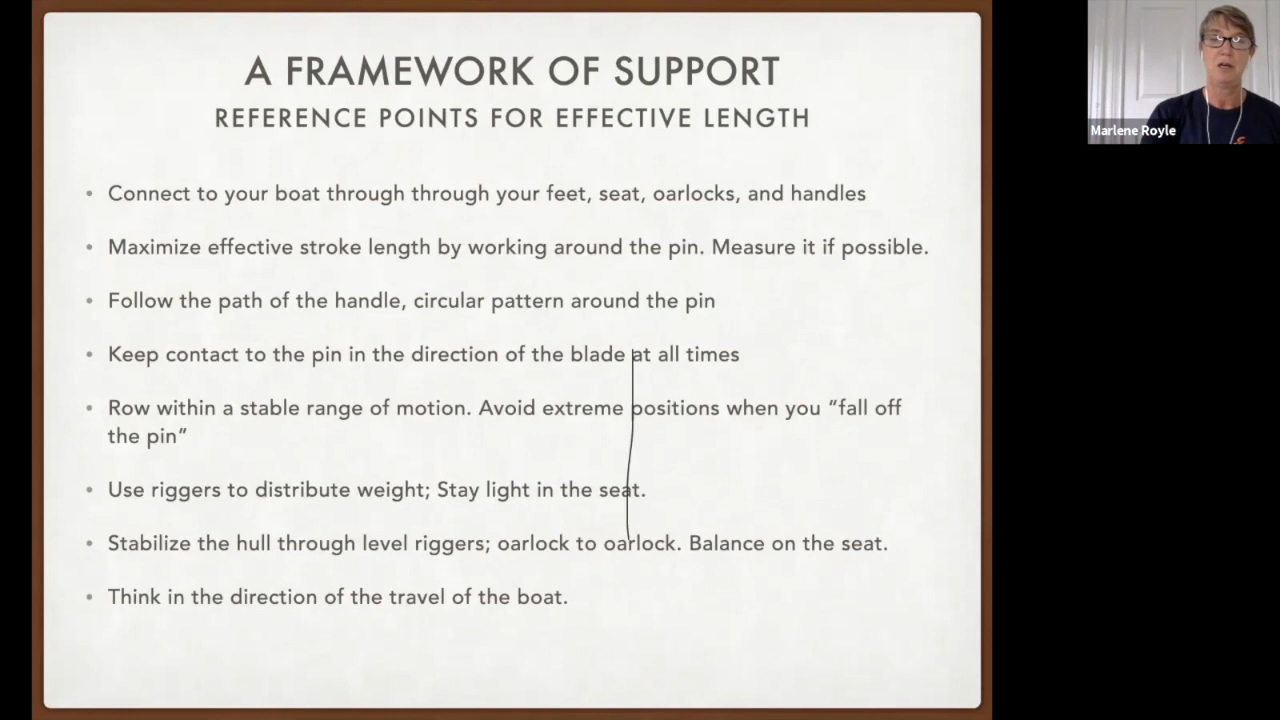 A FRAMEWORK OF SUPPORT
REFERENCE POINTS FOR EFFECTIVE LENGTH
• Connect to your boat through through your feet, seat, oarlocks, and handles
• Maximize effective stroke length by working around the pin. Measure it if possible.
• Follow the path of the handle, circular pattern around the pin
• Keep contact to the pin in the direction of the blade at all times
• Row within a stable range of motion. Avoid extreme positions when you ”fall off
the pin”
• Use riggers to distribute weight; Stay light in the seat.
• Stabilize the hull through level riggers; oarlock to oarlock. Balance on the seat.
• Think in the direction of the travel of the boat.
Marlene Royle